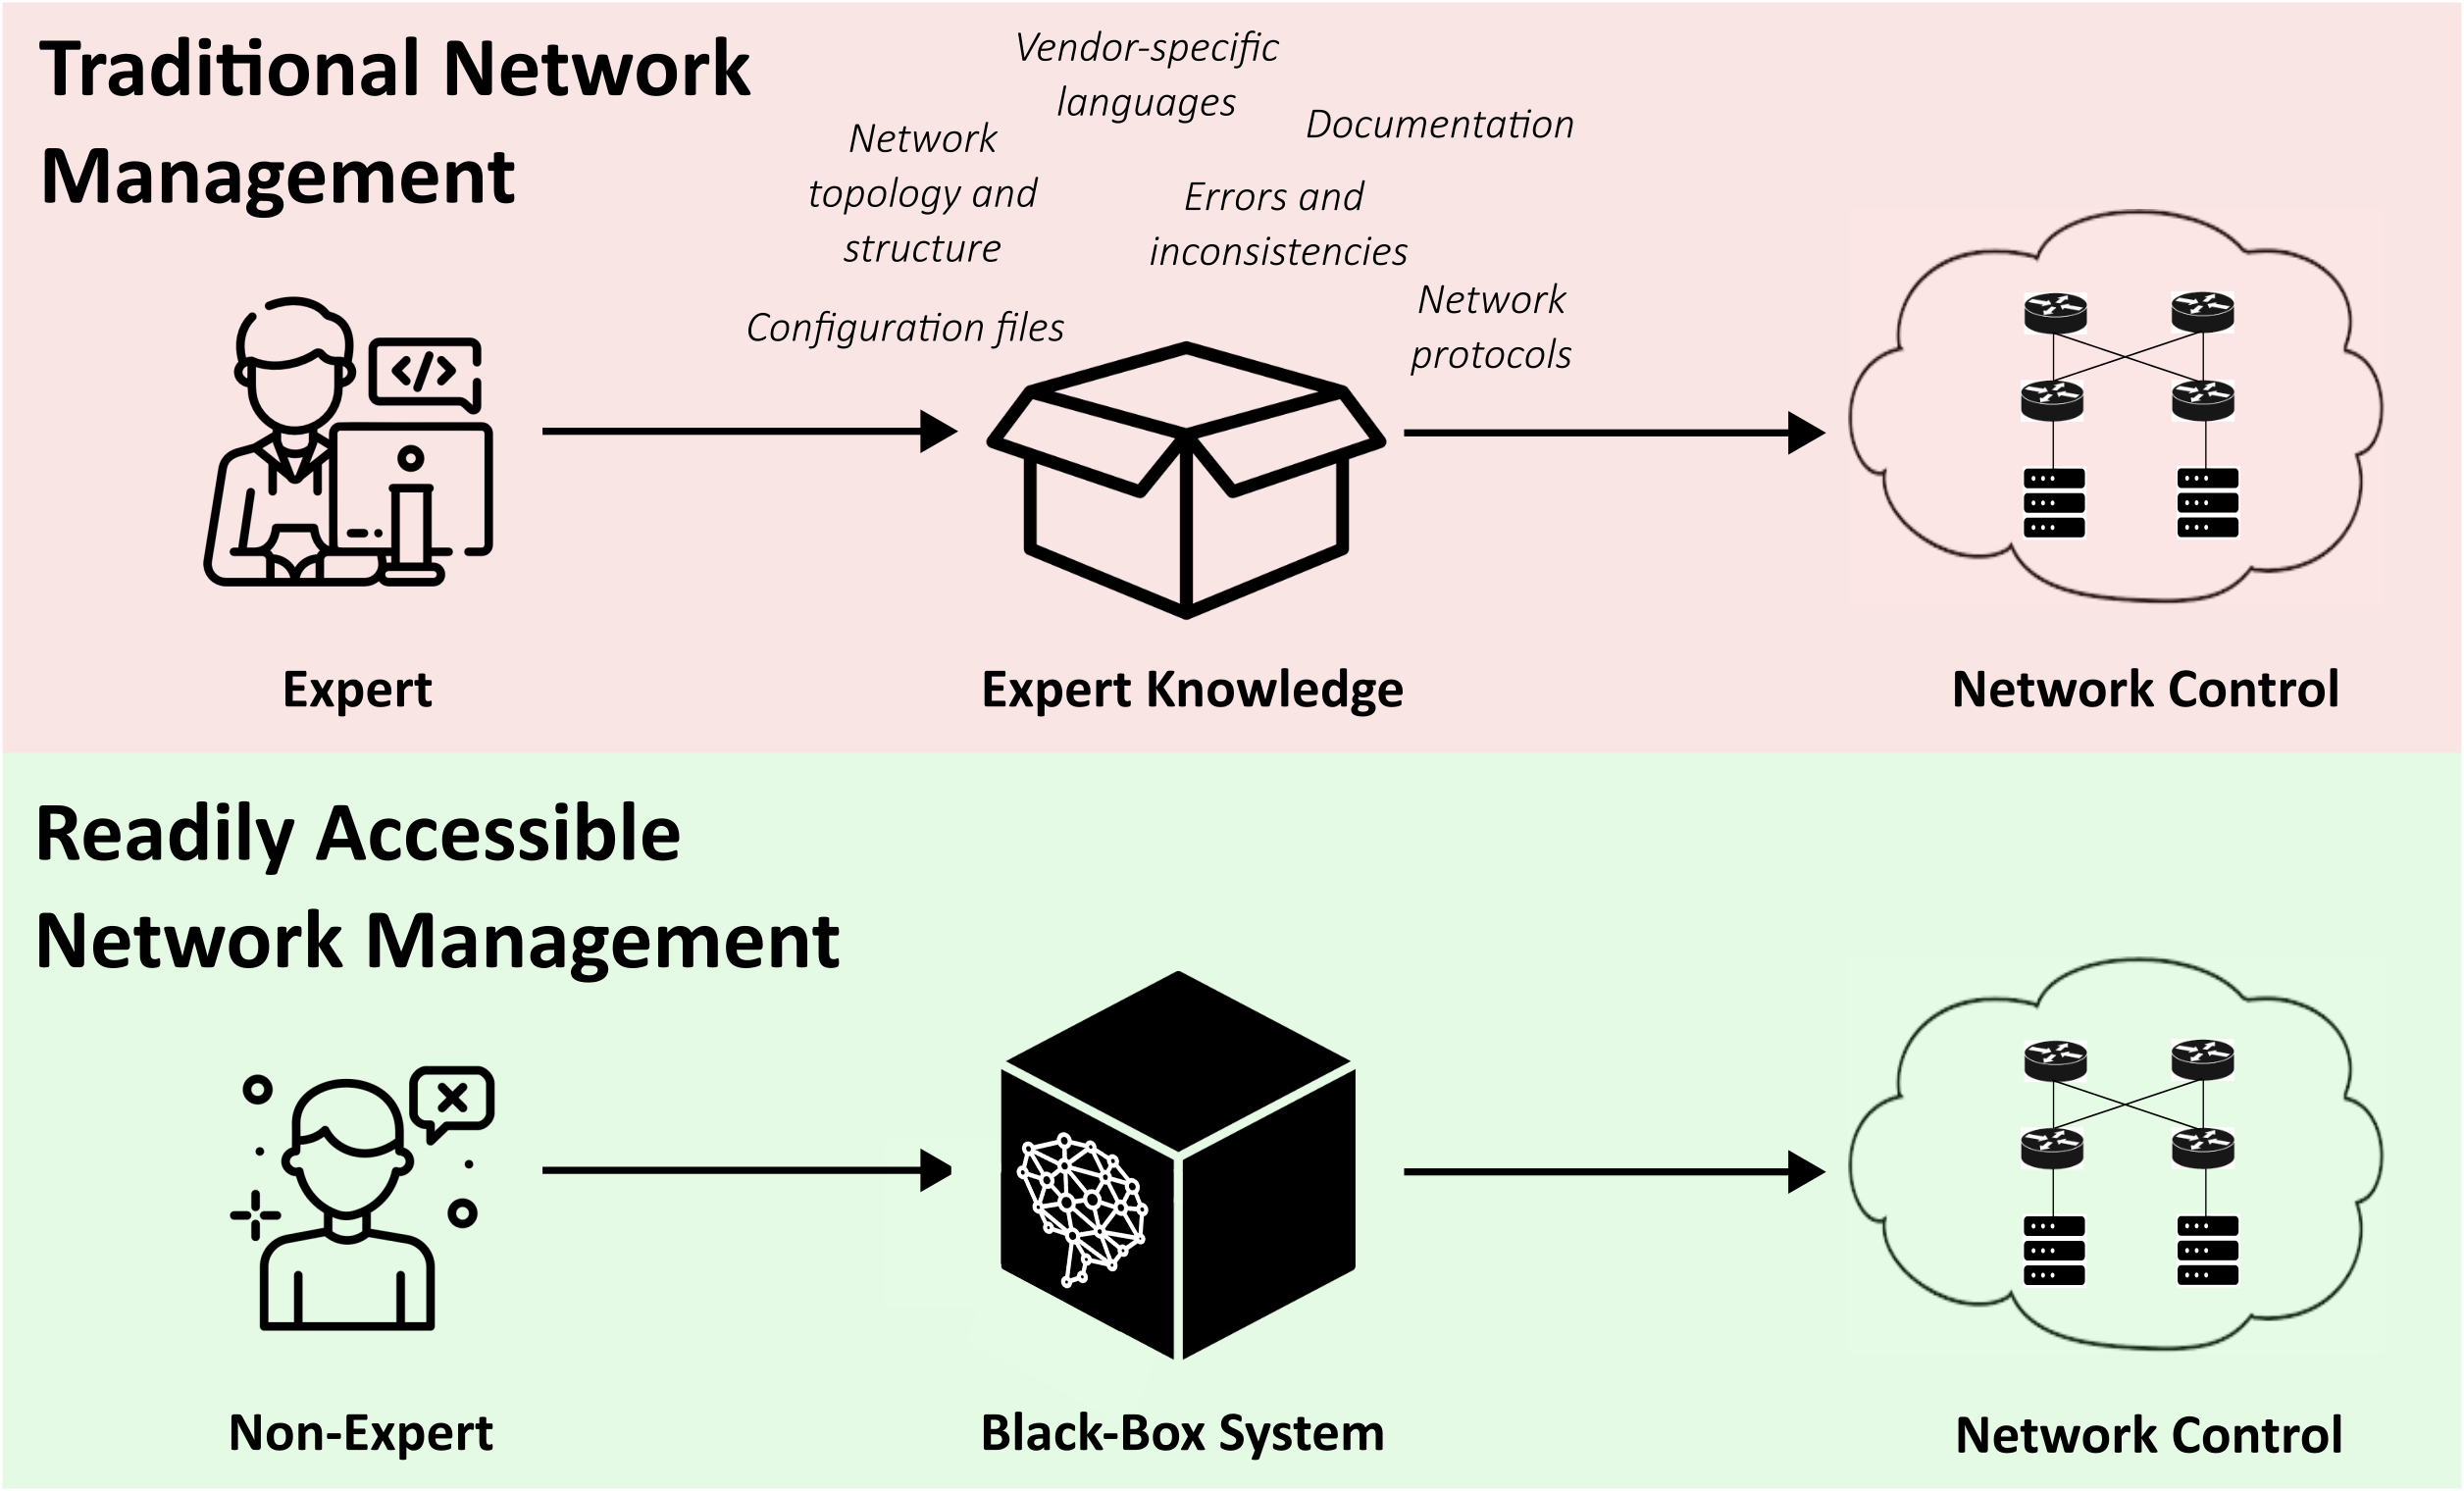 Traditional Network
Management
Vendor-specific
languages
Documentation
Network
topology and
structure
Errors and
inconsistencies
Configuration files
Network
protocols
</>
Expert
Expert Knowledge
Network Control
Readily Accessible
Network Management
Non-Expert
Black-Box System
Network Control